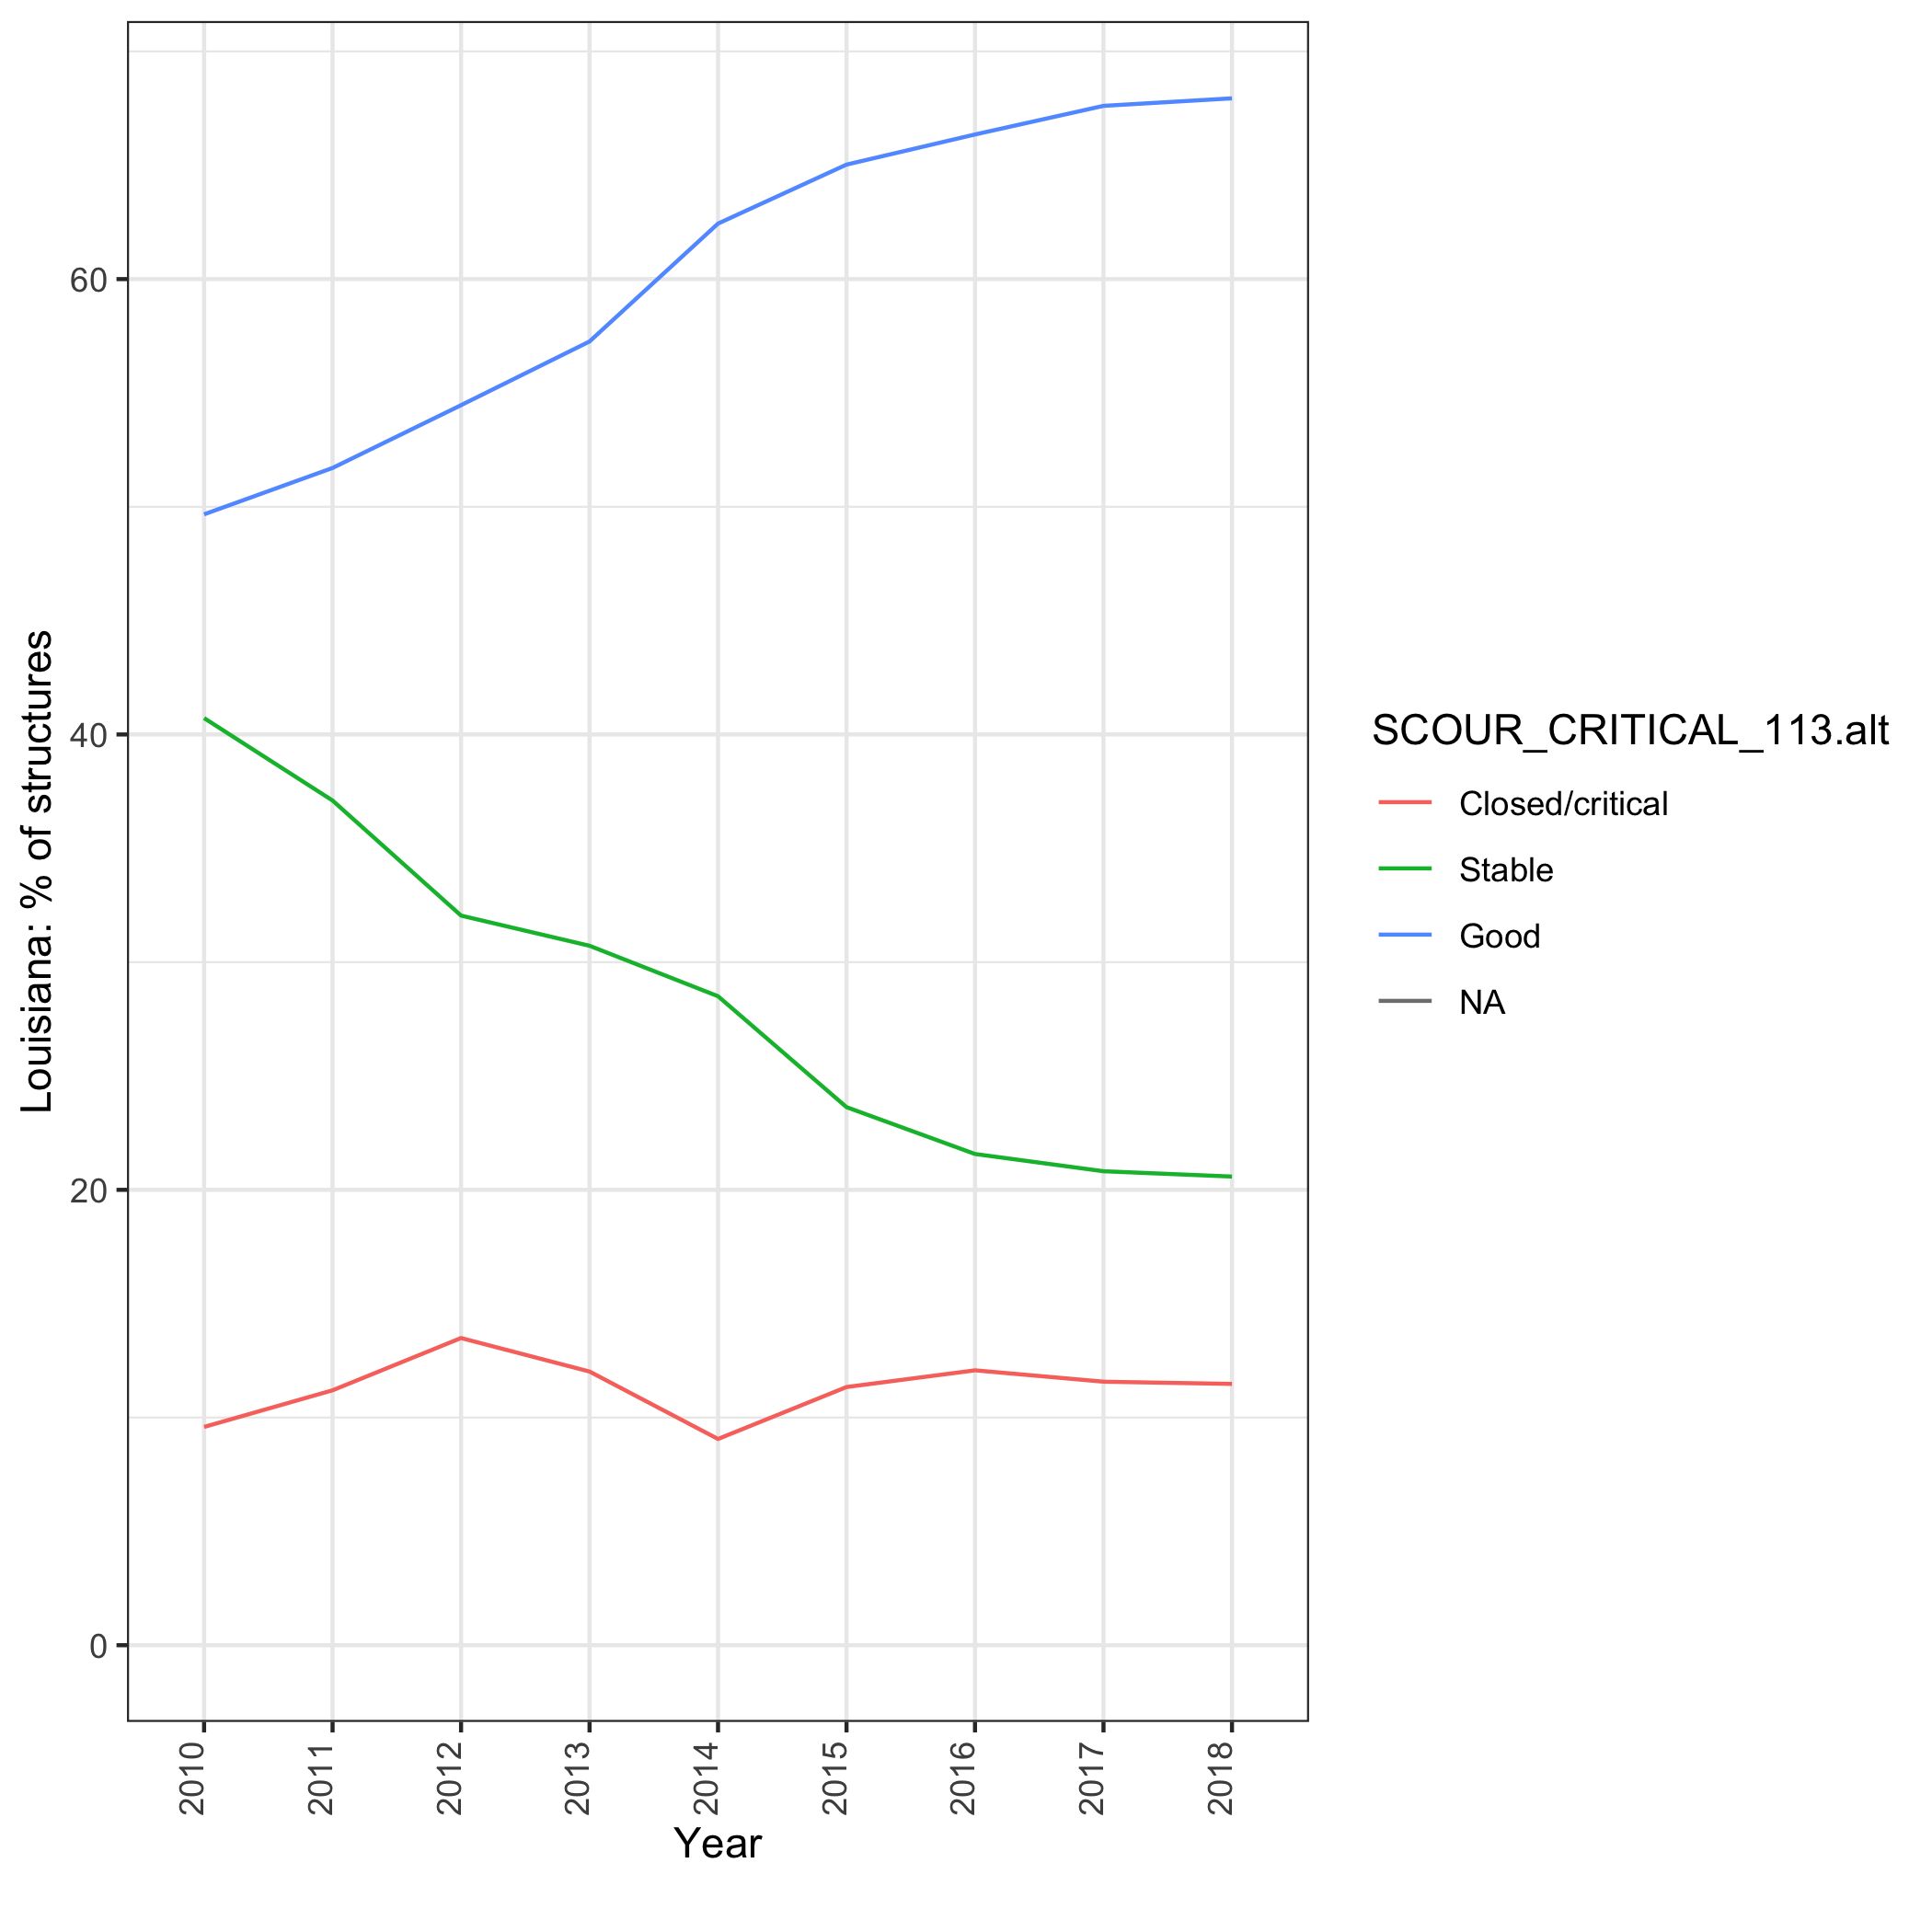 Louisiana: % of structures
60
40
20
0
2010
2011
2012
2013
2014
2015
2016
2017
2018
Year
SCOUR_CRITICAL_113.alt
Closed/critical
Stable
Good
NA